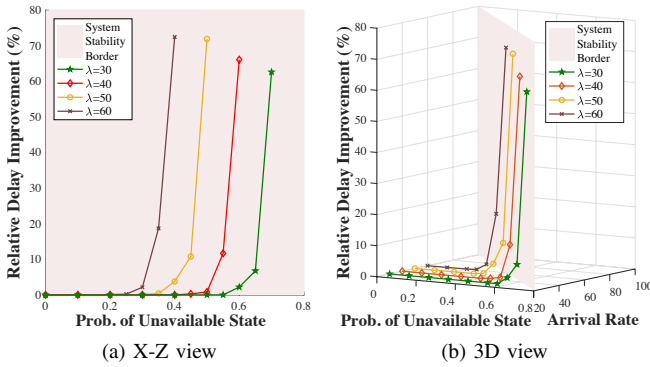 80
70
60
50
40
30
20
10
0
Relative Delay Improvement (%)
System
Stability
Border
λ=30
λ=40
λ=50
λ=60
0
0.2
0.4
0.6
0.8
Prob. of Unavailable State
(a) X-Z view
80
70
60
50
40
30
20
10
0
Relative Delay Improvement (%)
System
Stability
Border
λ=30
λ=40
λ=50
λ=60
0
0.2
0.4
0.6
0.8
20
40
60
80
100
Prob. of Unavailable State
Arrival Rate
(b) 3D view